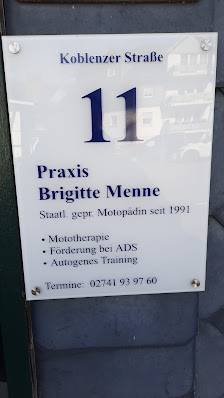 Koblenzer Straße
11
Praxis
Brigitte Menne
Staatl. gepr. Motopädin seit 1991
• Mototherapie
• Förderung bei ADS
• Autogenes Training
Termine: 02741 93 97 60